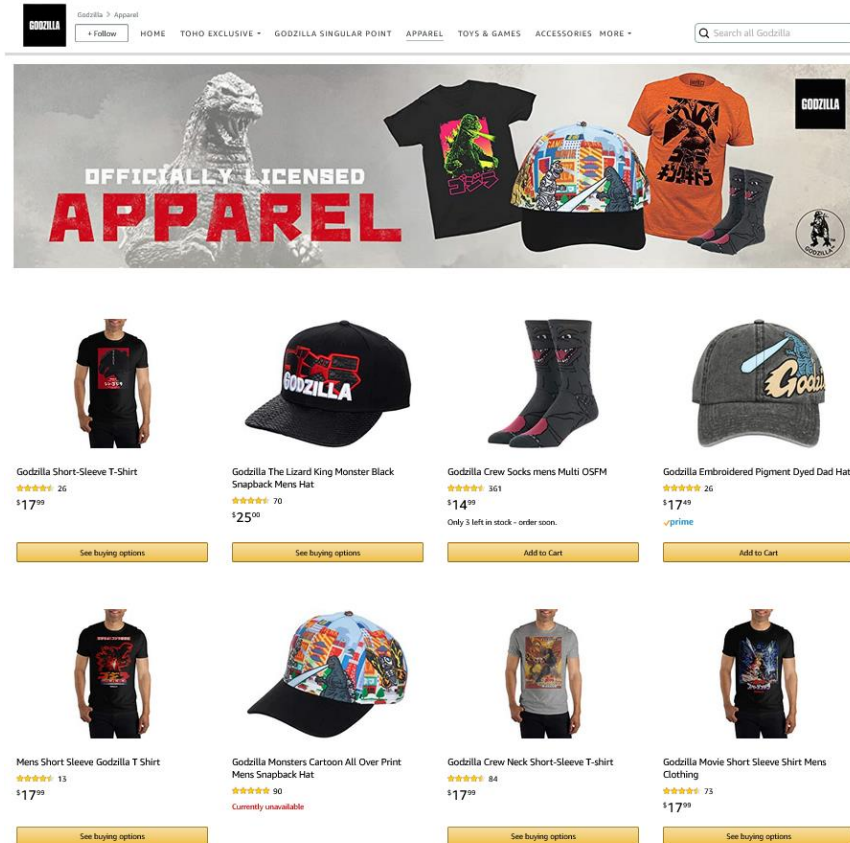 GODZILLA
Godzilla > Apparel
+ Follow
HOME
TOHO EXCLUSIVE
GODZILLA SINGULAR POINT
APPAREL
TOYS & GAMES
ACCESSORIES
MORE
Search all Godzilla
OFFICIALLY LICENSED
APPAREL
ゴジラ
GODZILLA
GODZILLA
GODZILLA
Godzilla Short-Sleeve T-Shirt
26
$17.99
See buying options
Godzilla The Lizard King Monster Black
Snapback Mens Hat
70
$25.00
See buying options
Godzilla Crew Socks mens Multi OSFM
361
$14.99
Only 3 left in stock - order soon.
Add to Cart
Godzilla Embroidered Pigment Dyed Dad Hat
26
$17.49
prime
Add to Cart
Mens Short Sleeve Godzilla T Shirt
13
$17.99
See buying options
Godzilla Monsters Cartoon All Over Print
Mens Snapback Hat
90
Currently unavailable
Godzilla Crew Neck Short-Sleeve T-shirt
84
$17.99
See buying options
Godzilla Movie Short Sleeve Shirt Mens
Clothing
73
$17.99
See buying options